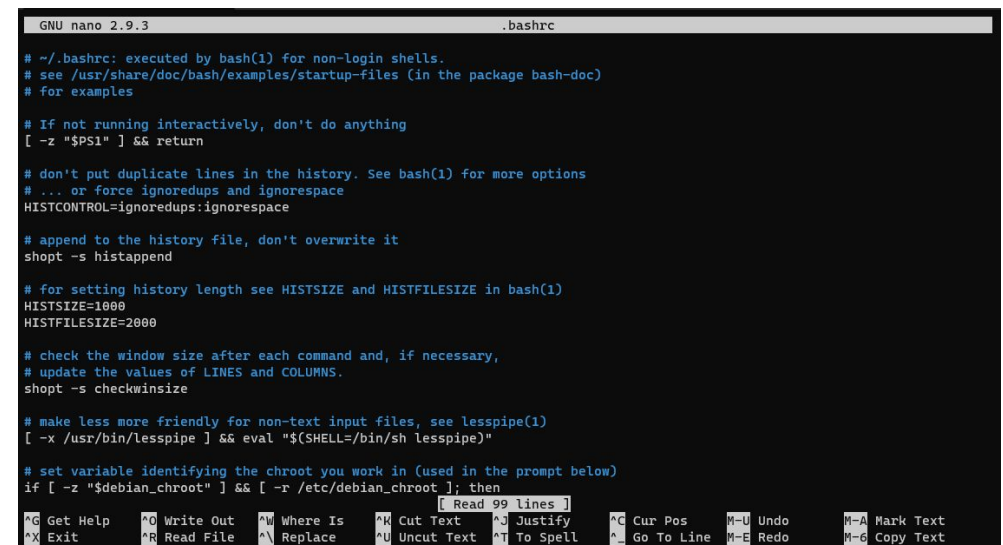 GNU nano 2.9.3 .bashrc
# ~/.bashrc: executed by bash(1) for non-login shells.
# see /usr/share/doc/bash/examples/startup-files (in the package bash-doc)
# for examples
# If not running interactively, don't do anything
[ -z "$PS1" ] && return
# don't put duplicate lines in the history. See bash(1) for more options
# ... or force ignoredups and ignorespace
HISTCONTROL=ignoredups:ignorespace
# append to the history file, don't overwrite it
shopt -s histappend
# for setting history length see HISTSIZE and HISTFILESIZE in bash(1)
HISTSIZE=1000
HISTFILESIZE=2000
# check the window size after each command and, if necessary,
# update the values of LINES and COLUMNS.
shopt -s checkwinsize
# make less more friendly for non-text input files, see lesspipe(1)
[ -x /usr/bin/lesspipe ] && eval "$(SHELL=/bin/sh lesspipe)"
# set variable identifying the chroot you work in (used in the prompt below)
if [ -z "$debian_chroot" ] && [ -r /etc/debian_chroot ]; then
[ Read 99 lines ]
^G Get Help ^O Write Out ^W Where Is ^K Cut Text ^J Justify ^C Cur Pos M-U Undo M-A Mark Text
^X Exit ^R Read File ^\ Replace ^U Uncut Text ^T To Spell ^_ Go To Line M-E Redo M-6 Copy Text